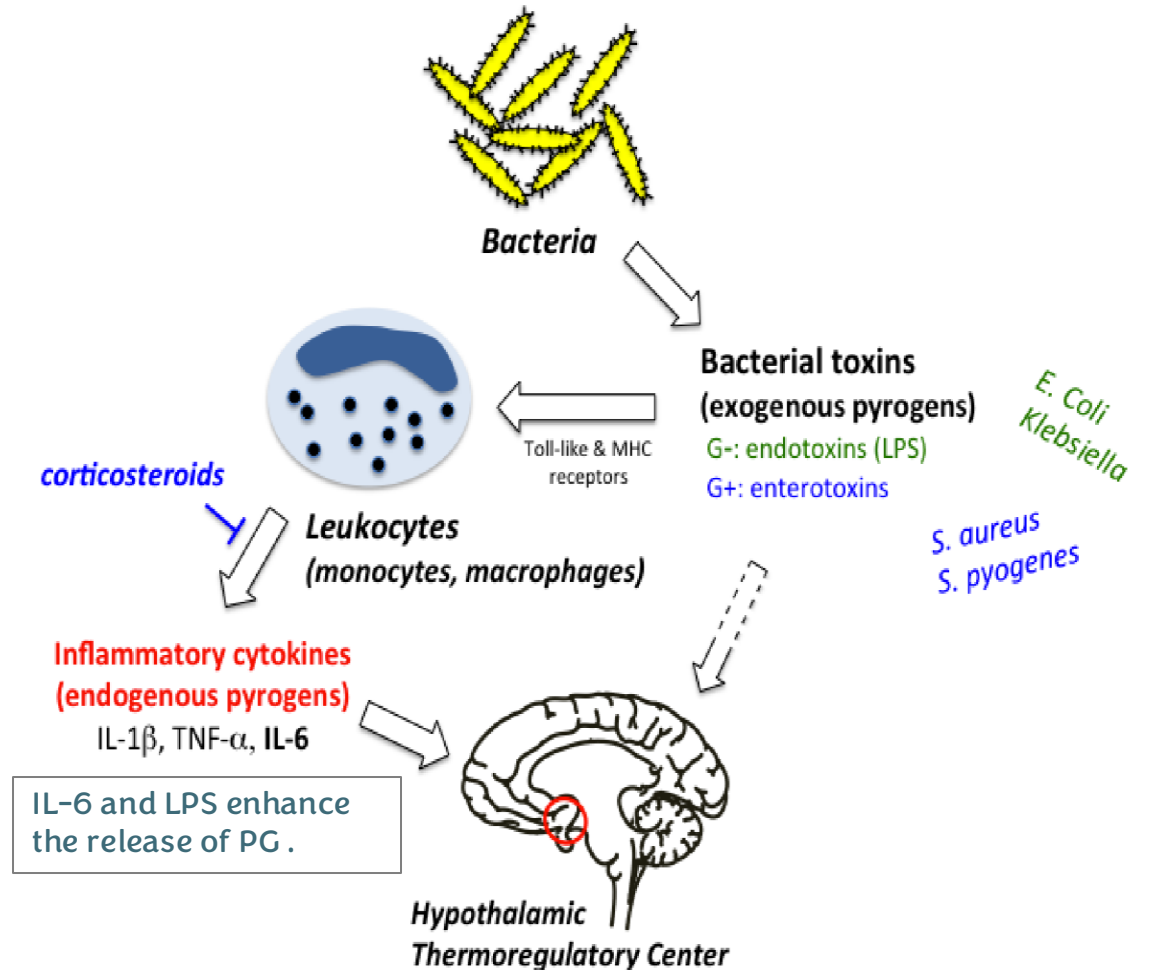 Bacteria
Bacterial toxins
(exogenous pyrogens)
G-: endotoxins (LPS)
G+: enterotoxins
E. Coli
Klebsiella
S. aureus
S. pyogenes
Toll-like & MHC
receptors
corticosteroids
Leukocytes
(monocytes, macrophages)
Inflammatory cytokines
(endogenous pyrogens)
IL-1β, TNF-α, IL-6
IL-6 and LPS enhance
the release of PG .
Hypothalamic
Thermoregulatory Center